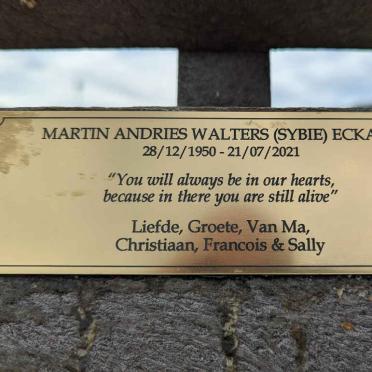 MARTIN ANDRIES WALTERS (SYBIE)
28/12/1950 - 21/07/2021
“You will always be in our hearts,
because in there you are still alive”
Liefde, Groete, Van Ma,
Christiaan, Francois & Sally